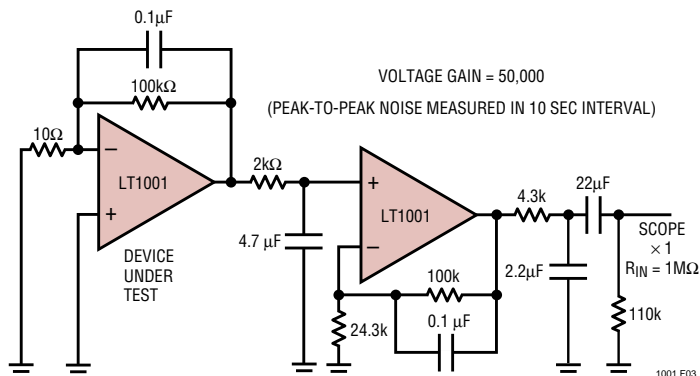 0.1μF
100kΩ
VOLTAGE GAIN = 50,000
(PEAK-TO-PEAK NOISE MEASURED IN 10 SEC INTERVAL)
10Ω
−
LT1001
+
DEVICE
UNDER
TEST
2kΩ
4.7 μF
+
LT1001
−
4.3k
22μF
SCOPE
× 1
RIN = 1MΩ
2.2μF
100k
24.3k
0.1 μF
110k
1001 F03